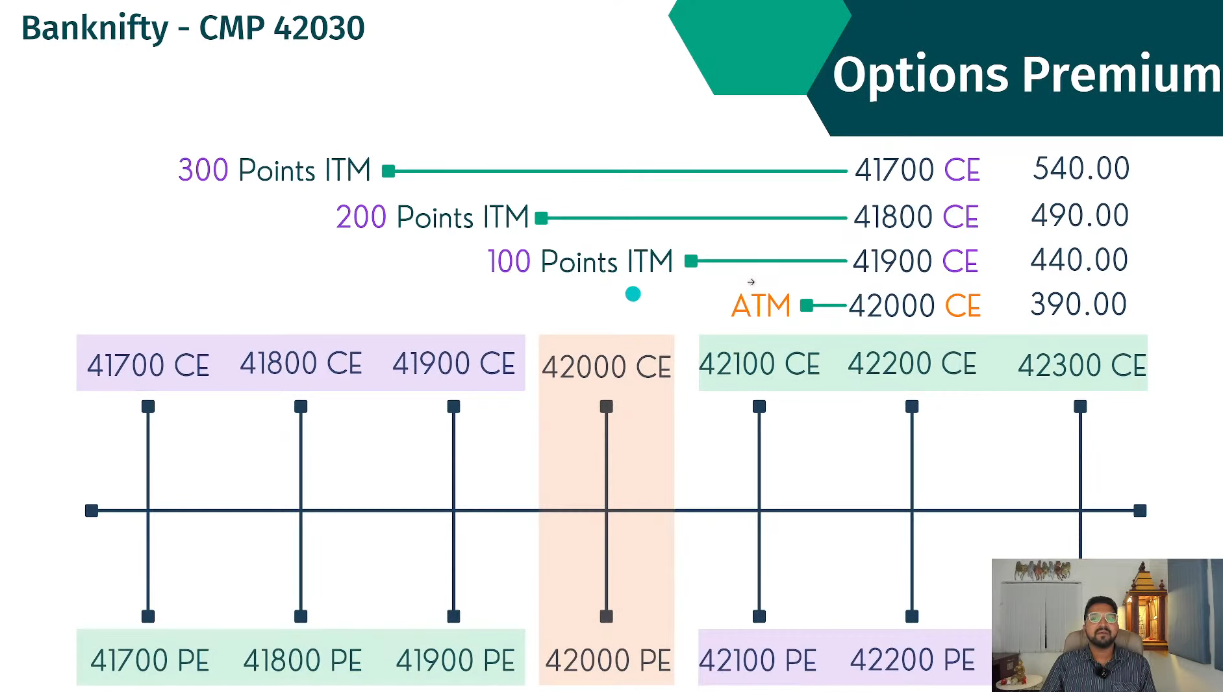 Banknifty - CMP 42030
Options Premium
300 Points ITM 41700 CE 540.00
200 Points ITM 41800 CE 490.00
100 Points ITM 41900 CE 440.00
ATM 42000 CE 390.00
41700 CE 41800 CE 41900 CE 42000 CE 42100 CE 42200 CE 42300 CE
41700 PE 41800 PE 41900 PE 42000 PE 42100 PE 42200 PE